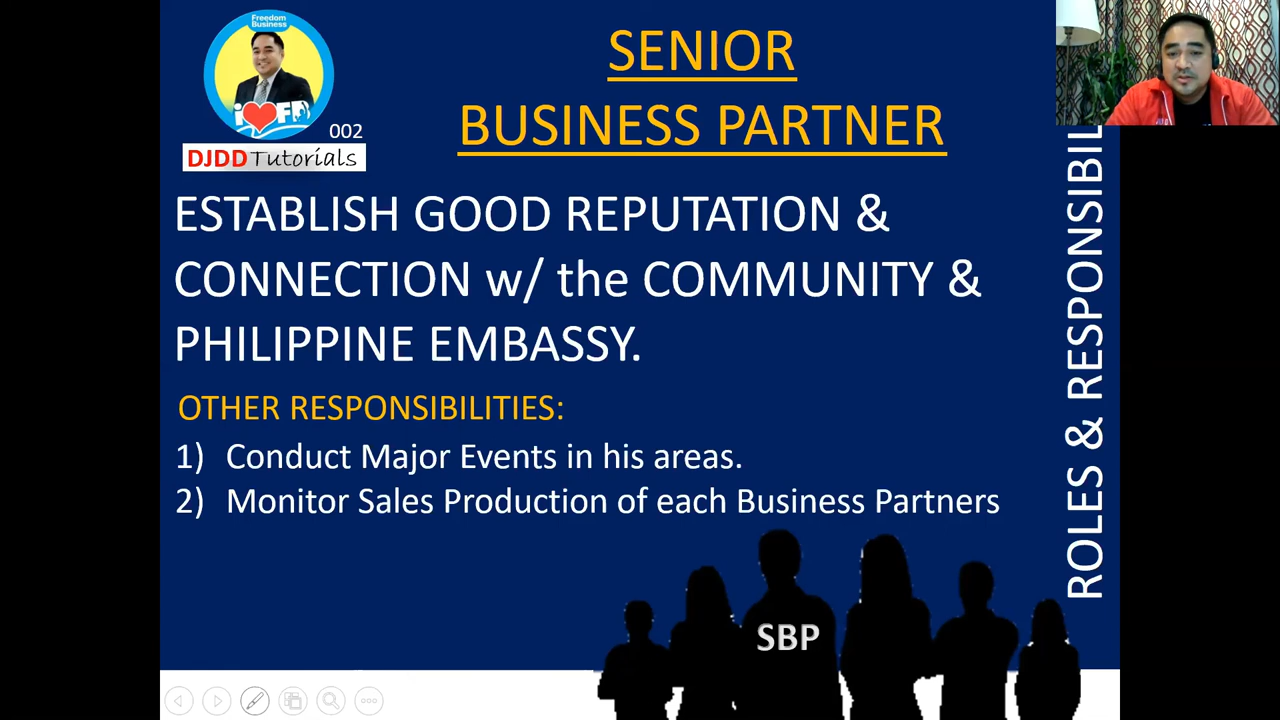 Freedom
Business
i FB
002
DJDD Tutorials
SENIOR
BUSINESS PARTNER
ESTABLISH GOOD REPUTATION &
CONNECTION w/ the COMMUNITY &
PHILIPPINE EMBASSY.
OTHER RESPONSIBILITIES:
1) Conduct Major Events in his areas.
2) Monitor Sales Production of each Business Partners
SBP
ROLES & RESPONSIBIL